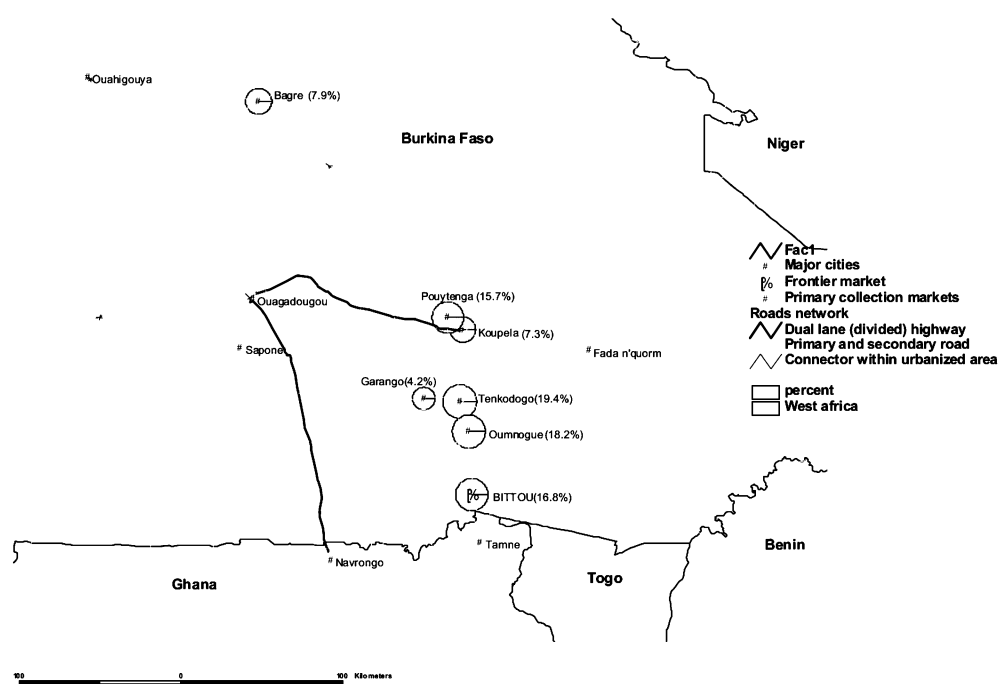 Ouahigouya
Bagre (7.9%)
Burkina Faso
Niger
Fac1
Major cities
Frontier market
Primary collection markets
Roads network
Dual lane (divided) highway
Primary and secondary road
Connector within urbanized area
percent
West africa
Ouagadougou
Pouytenga (15.7%)
Koupela (7.3%)
Sapone
Fada n'quorm
Garango(4.2%)
Tenkodogo(19.4%)
Oumnogue(18.2%)
BITTOU(16.8%)
Tamne
Benin
Navrongo
Ghana
Togo
100 0 100 Kilometers